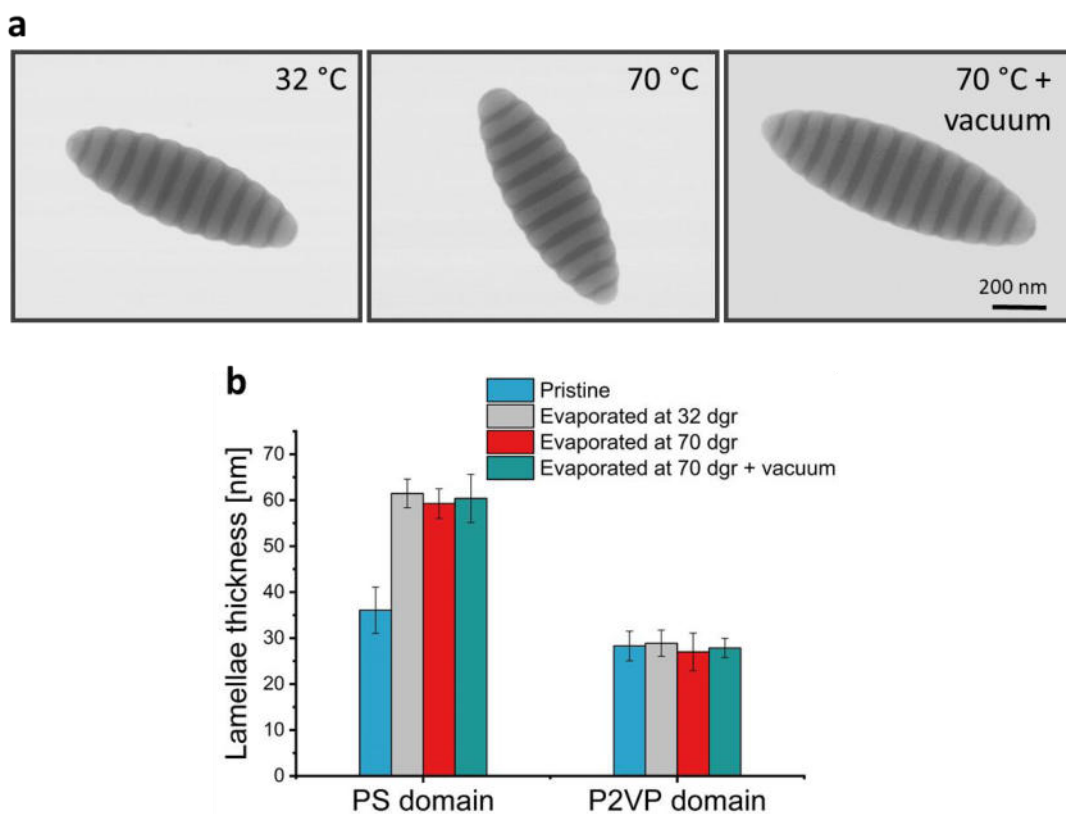 a
32 °C
70 °C
70 °C +
vacuum
200 nm
b
Pristine
Evaporated at 32 dgr
Evaporated at 70 dgr
Evaporated at 70 dgr + vacuum
Lamellae thickness [nm]
70
60
50
40
30
20
10
0
PS domain
P2VP domain